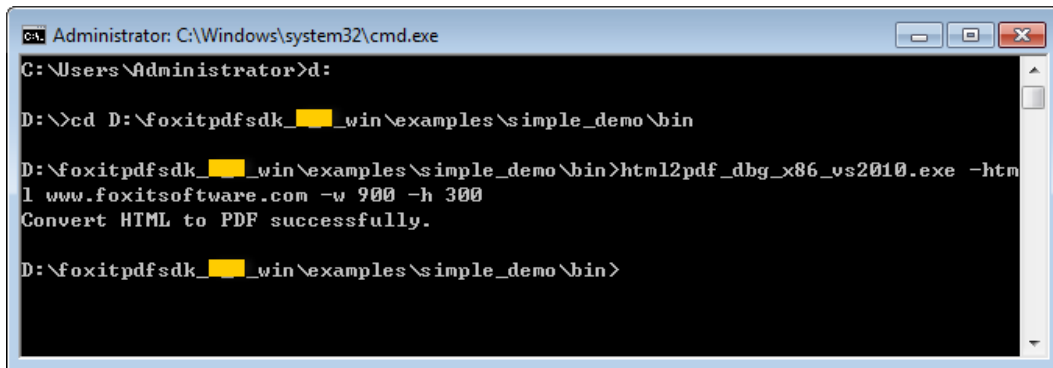 Administrator: C:\Windows\system32\cmd.exe
C:\Users\Administrator>d:
D:\>cd D:\foxitpdfsdk_ _win\examples\simple_demo\bin
D:\foxitpdfsdk_ _win\examples\simple_demo\bin>html2pdf_dbg_x86_vs2010.exe -htm
l www.foxitsoftware.com -w 900 -h 300
Convert HTML to PDF successfully.
D:\foxitpdfsdk_ _win\examples\simple_demo\bin>